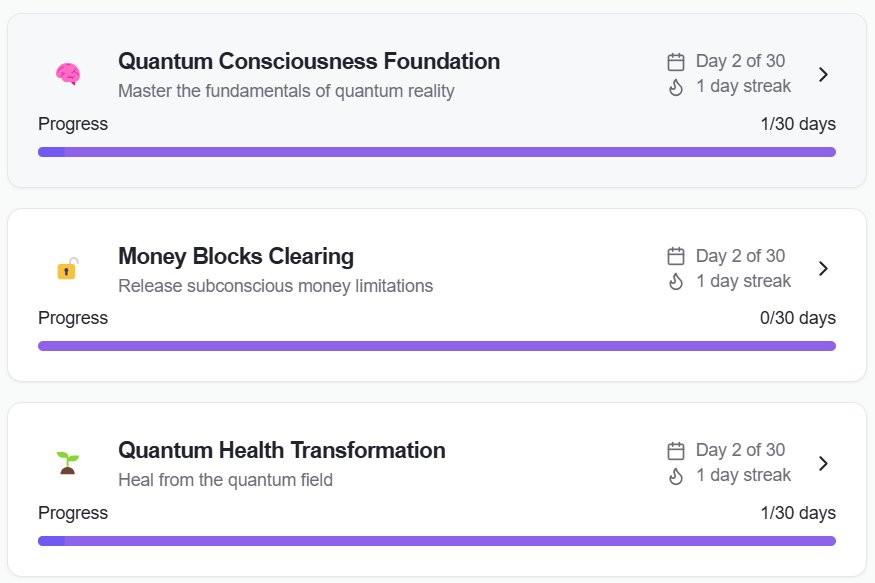 Quantum Consciousness Foundation
Master the fundamentals of quantum reality
Day 2 of 30
1 day streak
Progress
1/30 days
Money Blocks Clearing
Release subconscious money limitations
Day 2 of 30
1 day streak
Progress
0/30 days
Quantum Health Transformation
Heal from the quantum field
Day 2 of 30
1 day streak
Progress
1/30 days